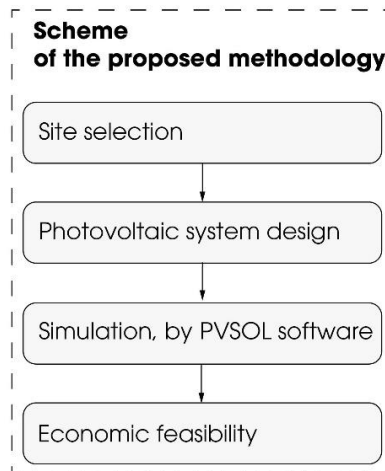 Scheme
of the proposed methodology
Site selection
Photovoltaic system design
Simulation, by PVSOL software
Economic feasibility